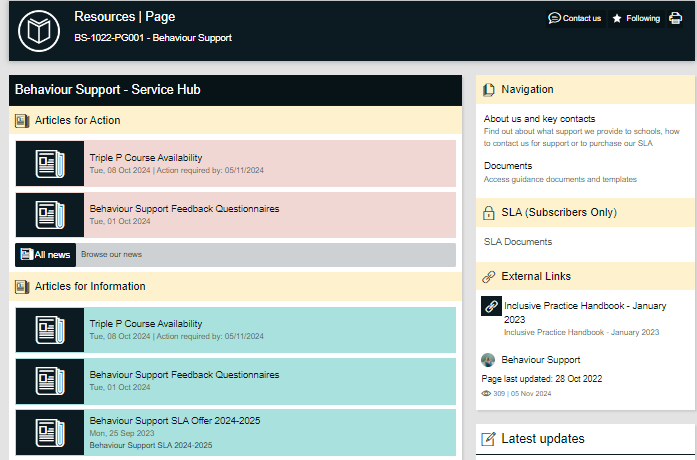 Resources | Page
BS-1022-PG001 - Behaviour Support
Contact us
Following
Behaviour Support - Service Hub
Articles for Action
Triple P Course Availability
Tue, 08 Oct 2024 | Action required by: 05/11/2024
Behaviour Support Feedback Questionnaires
Tue, 01 Oct 2024
All news
Browse our news
Articles for Information
Triple P Course Availability
Tue, 08 Oct 2024 | Action required by: 05/11/2024
Behaviour Support Feedback Questionnaires
Tue, 01 Oct 2024
Behaviour Support SLA Offer 2024-2025
Mon, 25 Sep 2023
Behaviour Support SLA 2024-2025
Navigation
About us and key contacts
Find out about what support we provide to schools, how
to contact us for support or to purchase our SLA
Documents
Access guidance documents and templates
SLA (Subscribers Only)
SLA Documents
External Links
Inclusive Practice Handbook - January
2023
Inclusive Practice Handbook - January 2023
Behaviour Support
Page last updated: 28 Oct 2022
309 | 05 Nov 2024
Latest updates